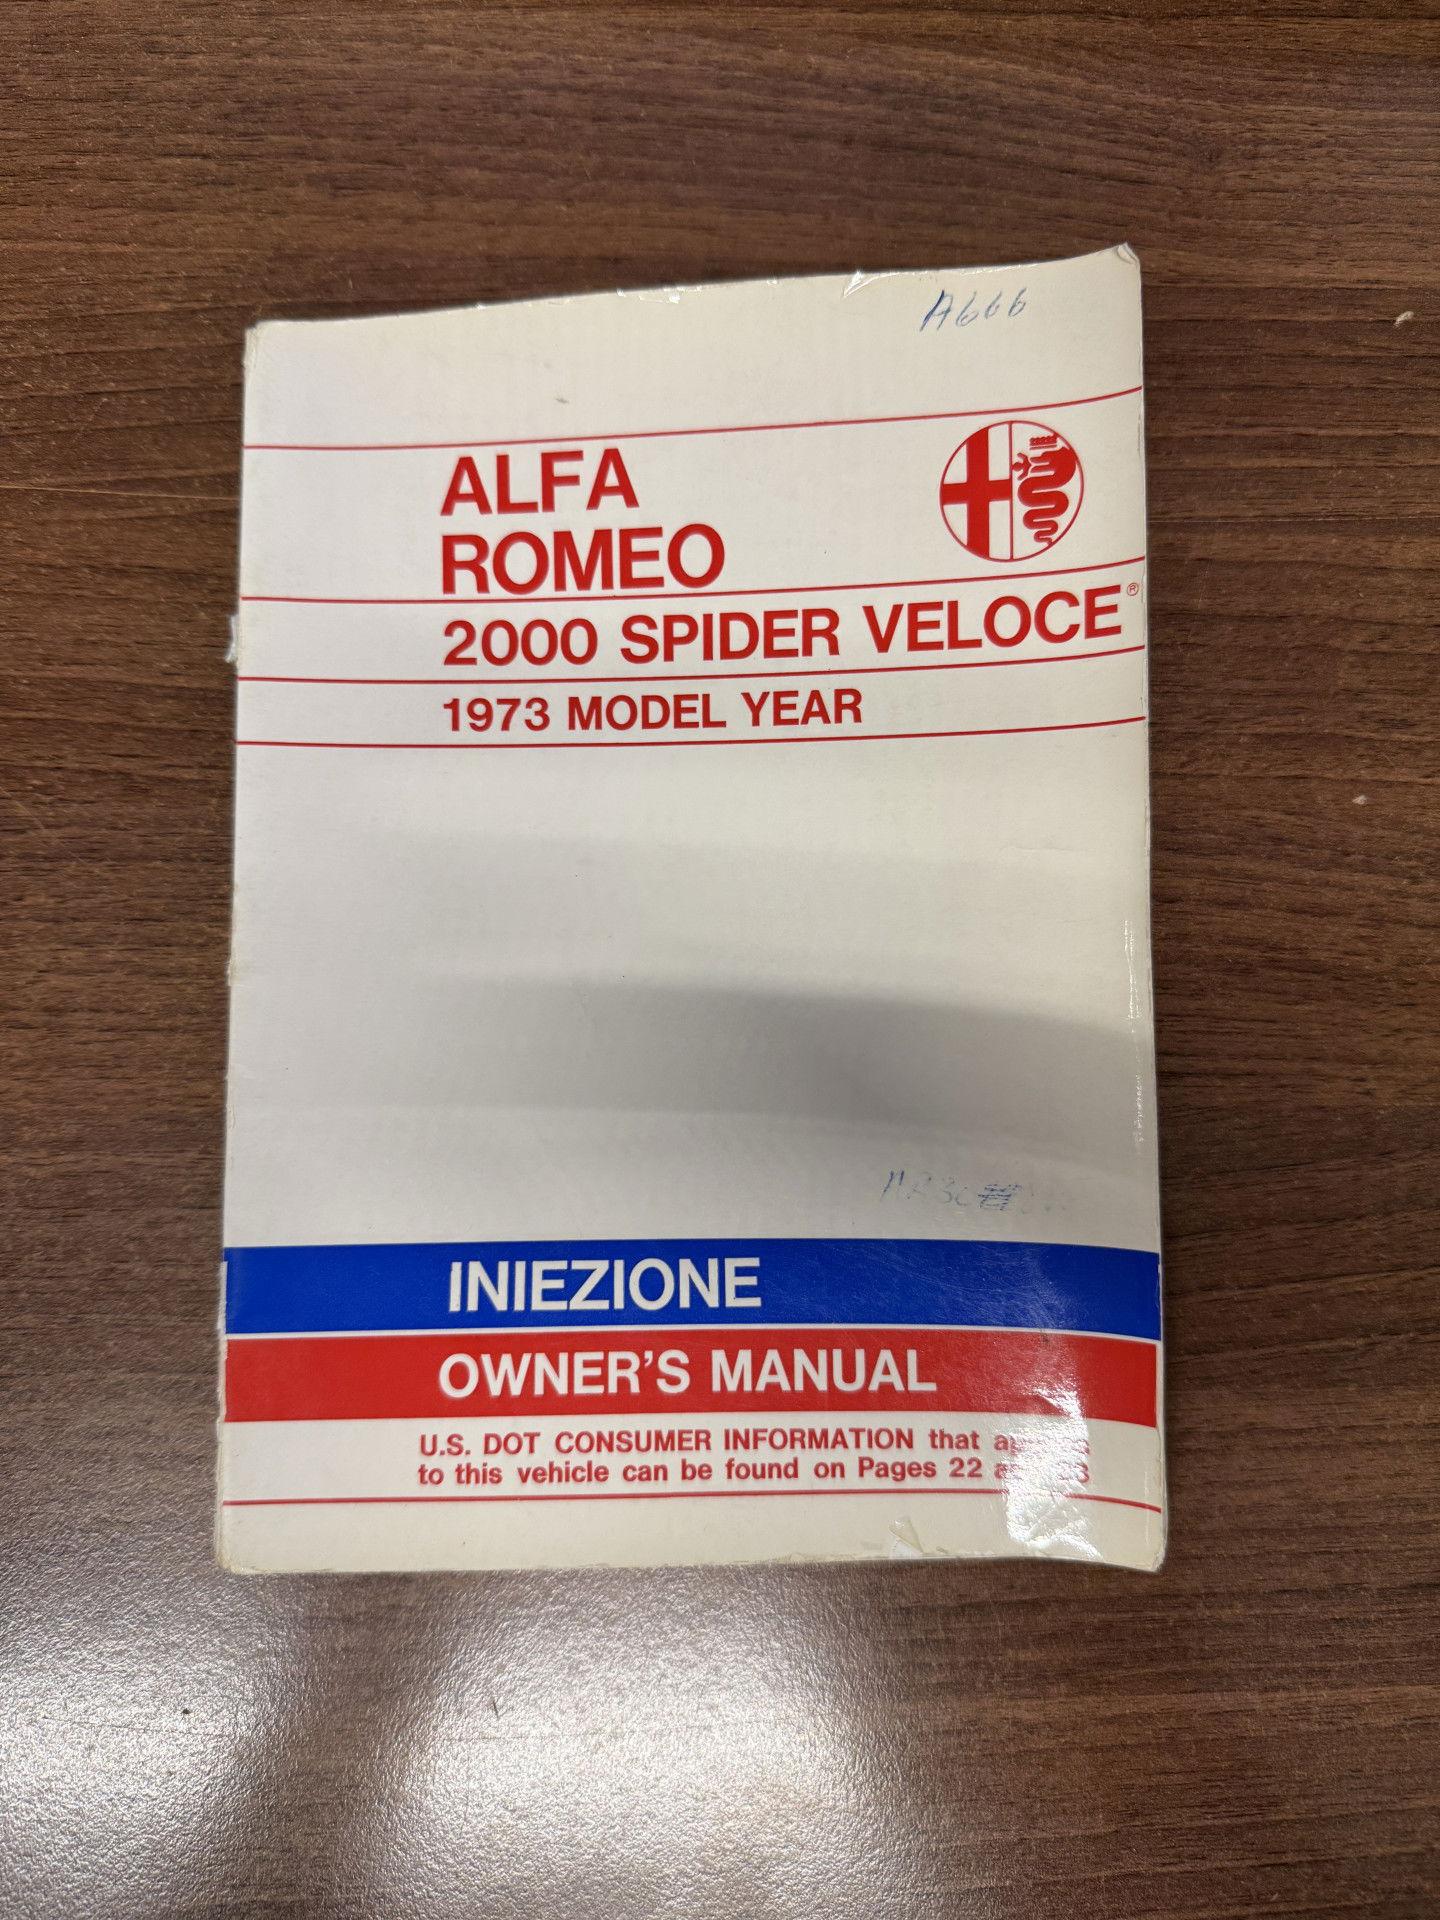 A666
ALFA
ROMEO
2000 SPIDER VELOCE®
1973 MODEL YEAR
INIEZIONE
OWNER'S MANUAL
U.S. DOT CONSUMER INFORMATION that
to this vehicle can be found on Pages 22